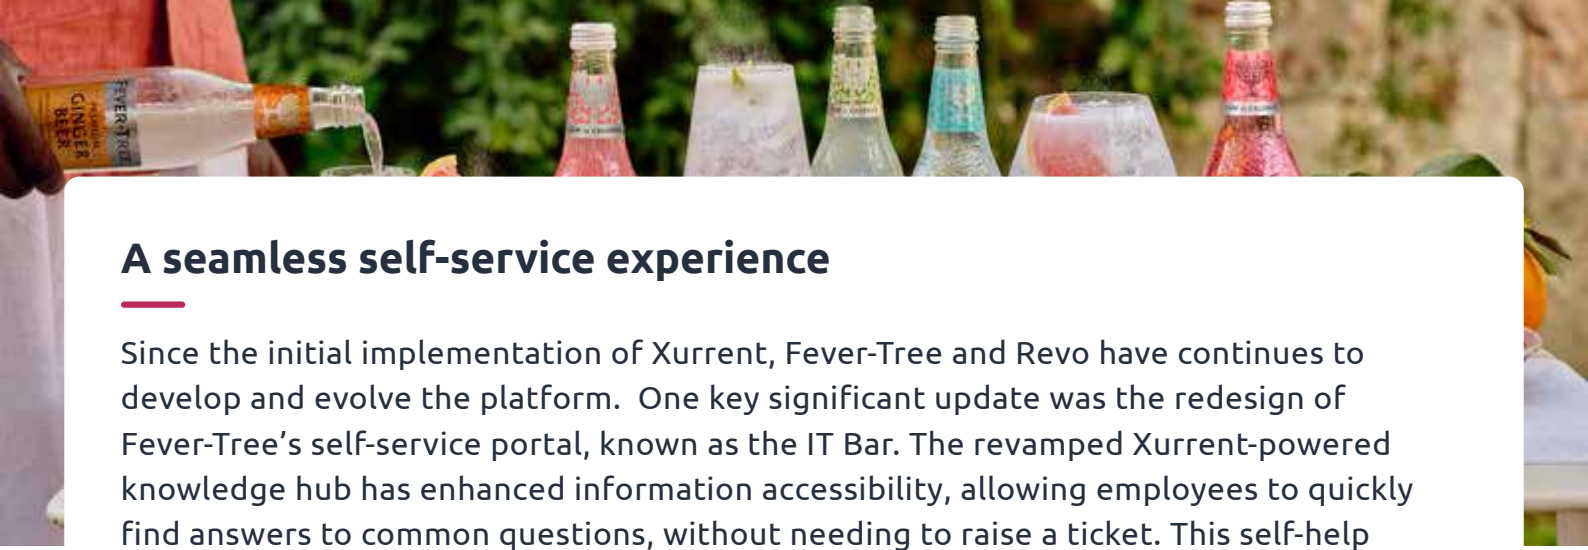 FEVER-TREE
PREMIUM
GINGER
BEER
A seamless self-service experience
Since the initial implementation of Xurrent, Fever-Tree and Revo have continues to
develop and evolve the platform.  One key significant update was the redesign of
Fever-Tree’s self-service portal, known as the IT Bar. The revamped Xurrent-powered
knowledge hub has enhanced information accessibility, allowing employees to quickly
find answers to common questions, without needing to raise a ticket. This self-help